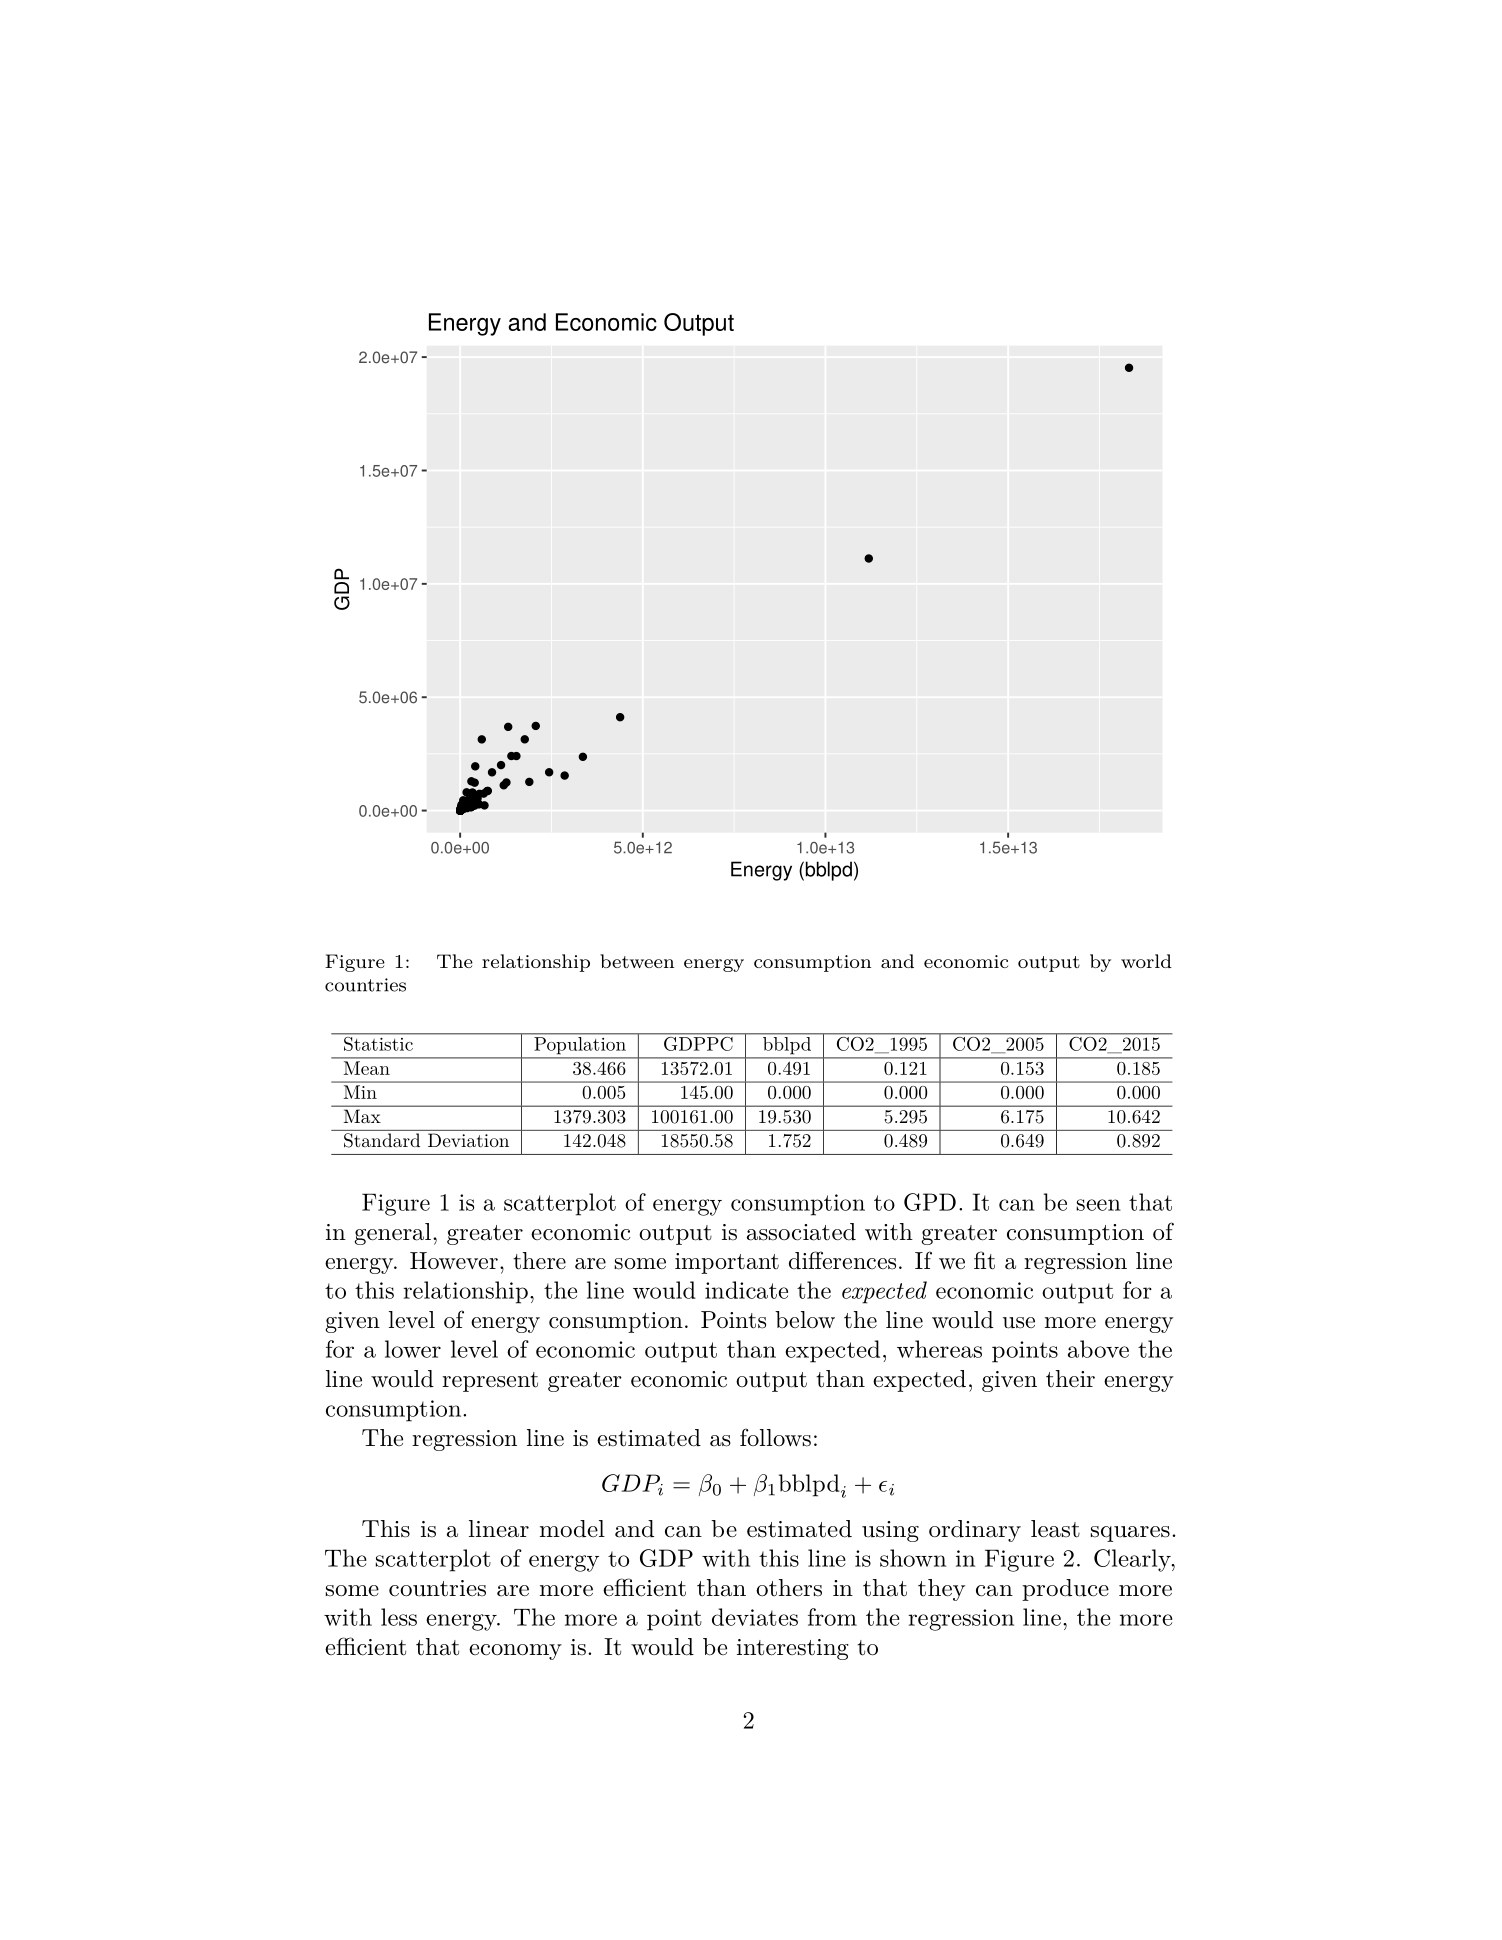 Energy and Economic Output
2.0e+07
1.5e+07
1.0e+07
5.0e+06
0.0e+00
GDP
0.0e+00 5.0e+12 1.0e+13 1.5e+13
Energy (bblpd)
Figure 1: The relationship between energy consumption and economic output by world
countries
Statistic Population GDPPC bblpd CO2_1995 CO2_2005 CO2_2015
Mean 38.466 13572.01 0.491 0.121 0.153 0.185
Min 0.005 145.00 0.000 0.000 0.000 0.000
Max 1379.303 100161.00 19.530 5.295 6.175 10.642
Standard Deviation 142.048 18550.58 1.752 0.489 0.649 0.892
Figure 1 is a scatterplot of energy consumption to GPD. It can be seen that
in general, greater economic output is associated with greater consumption of
energy. However, there are some important differences. If we fit a regression line
to this relationship, the line would indicate the expected economic output for a
given level of energy consumption. Points below the line would use more energy
for a lower level of economic output than expected, whereas points above the
line would represent greater economic output than expected, given their energy
consumption.
The regression line is estimated as follows:
GDPᵢ = β₀ + β₁bblpdᵢ + ϵᵢ
This is a linear model and can be estimated using ordinary least squares.
The scatterplot of energy to GDP with this line is shown in Figure 2. Clearly,
some countries are more efficient than others in that they can produce more
with less energy. The more a point deviates from the regression line, the more
efficient that economy is. It would be interesting to
2